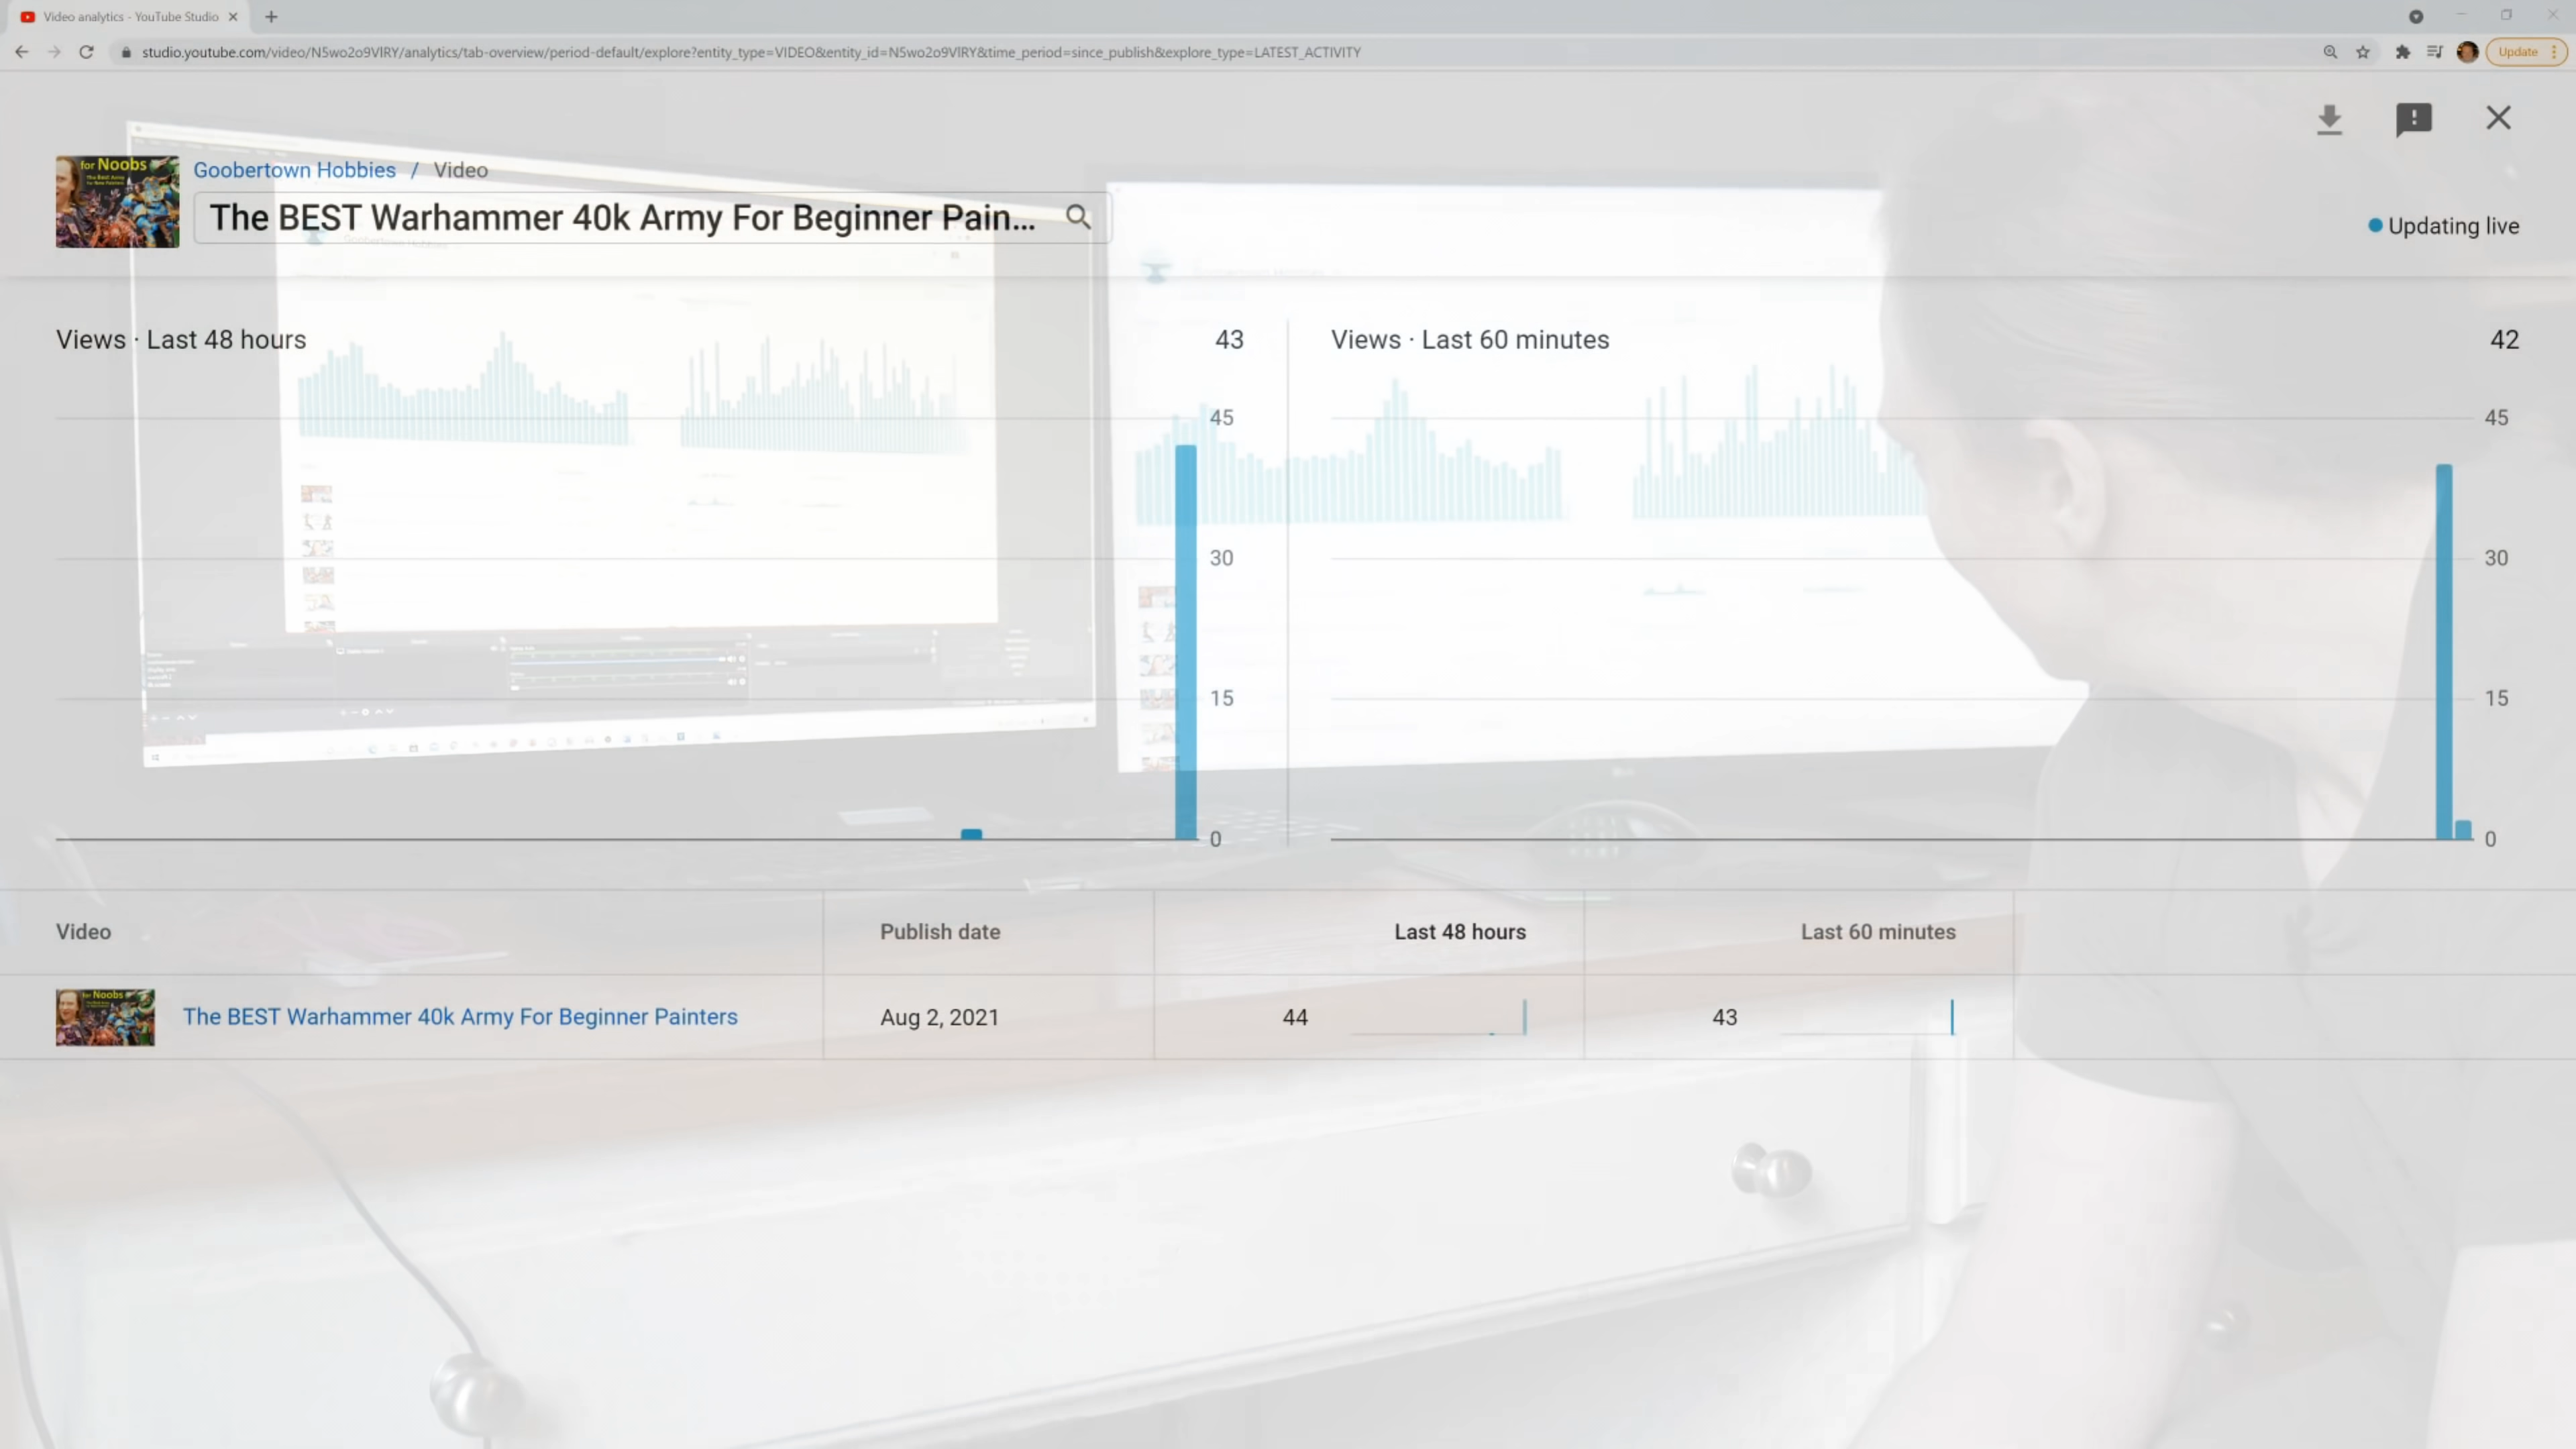 Video analytics - YouTube Studio
studio.youtube.com/video/N5wo2o9VIRY/analytics/tab-overview/period-default/explore?entity_type=VIDEO&entity_id=N5wo2o9VIRY&time_period=since_publish&explore_type=LATEST_ACTIVITY
Update
for Noobs
Goobertown Hobbies / Video
The BEST Warhammer 40k Army For Beginner Pain...
Updating live
Views · Last 48 hours
43
45
30
15
0
Views · Last 60 minutes
42
45
30
15
0
Video Publish date Last 48 hours Last 60 minutes
for Noobs
The BEST Warhammer 40k Army For Beginner Painters Aug 2, 2021 44 43